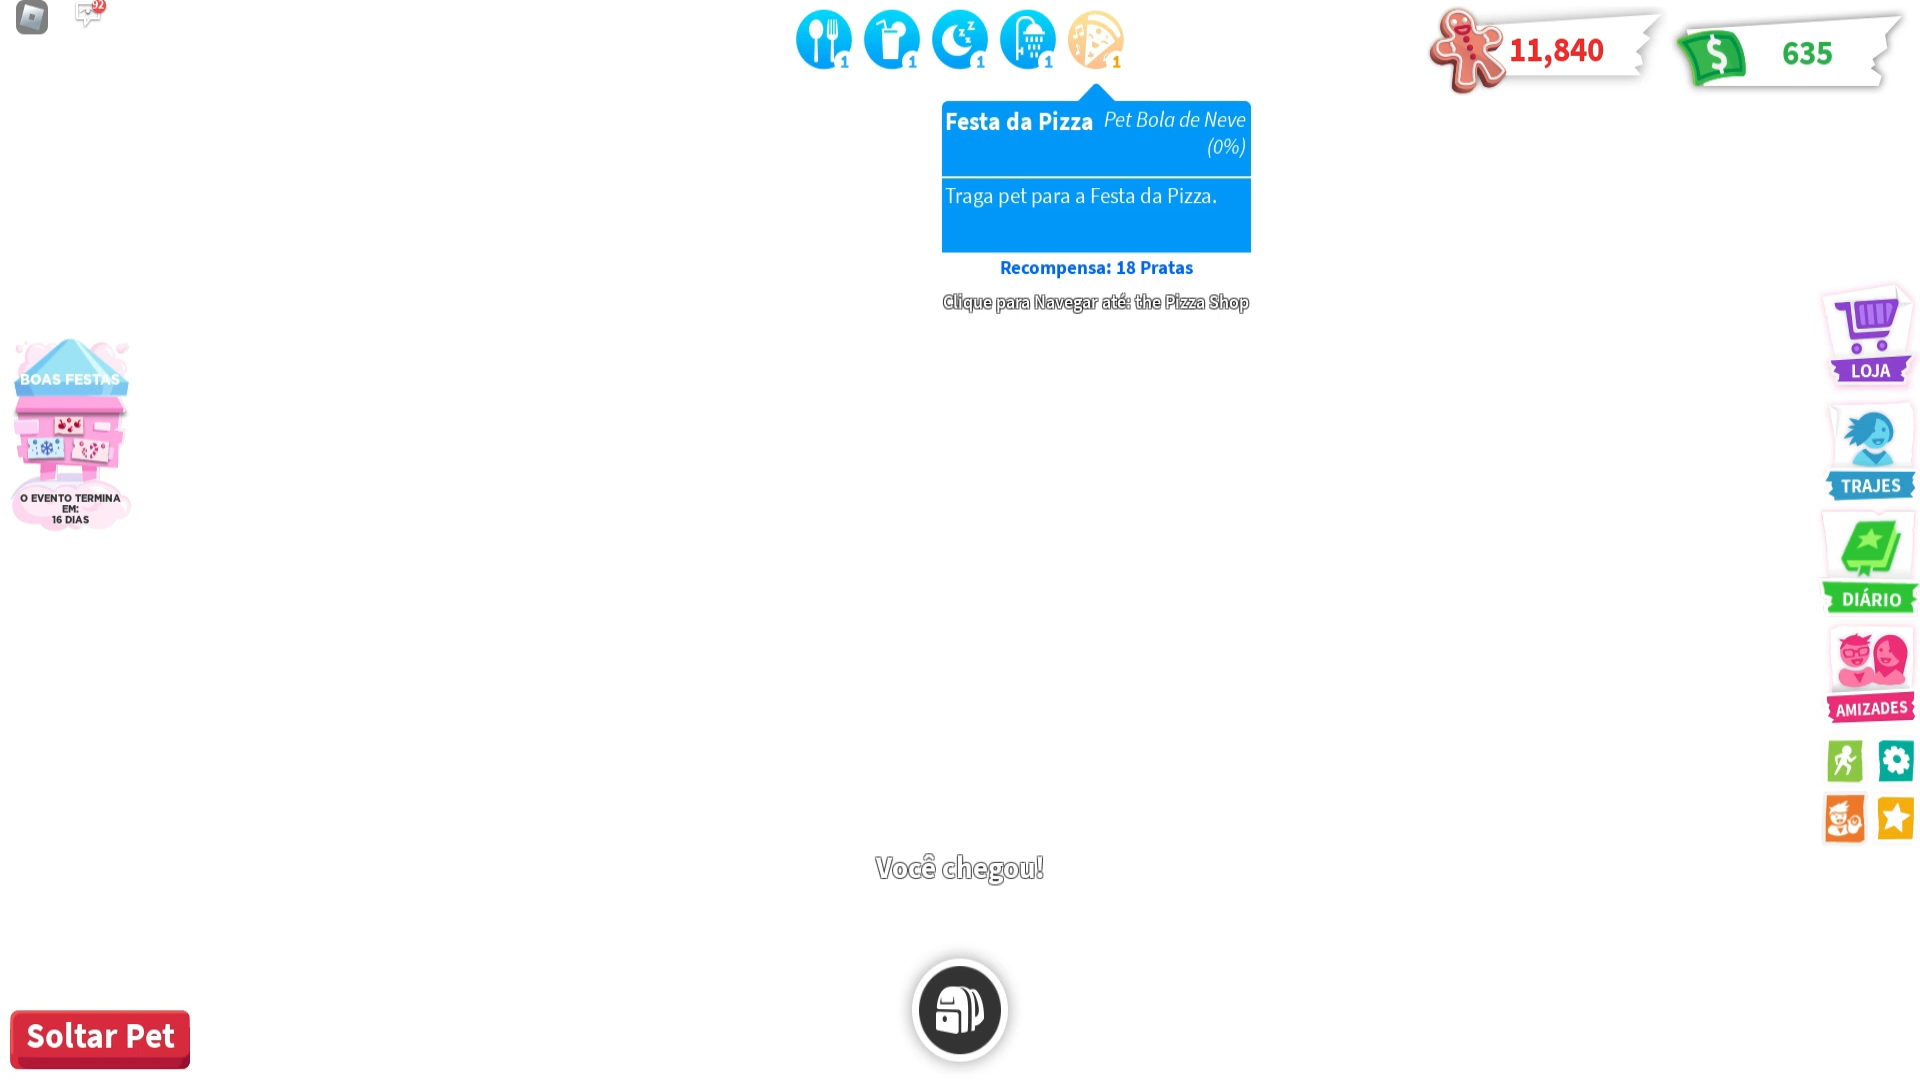 92
1
1
1
1
1
11,840
635
Festa da Pizza
Pet Bola de Neve
(0%)
Traga pet para a Festa da Pizza.
Recompensa: 18 Pratas
Clique para Navegar até: the Pizza Shop
BOAS FESTAS
O EVENTO TERMINA
EM:
16 DIAS
LOJA
TRAJES
DIÁRIO
AMIZADES
Você chegou!
Soltar Pet